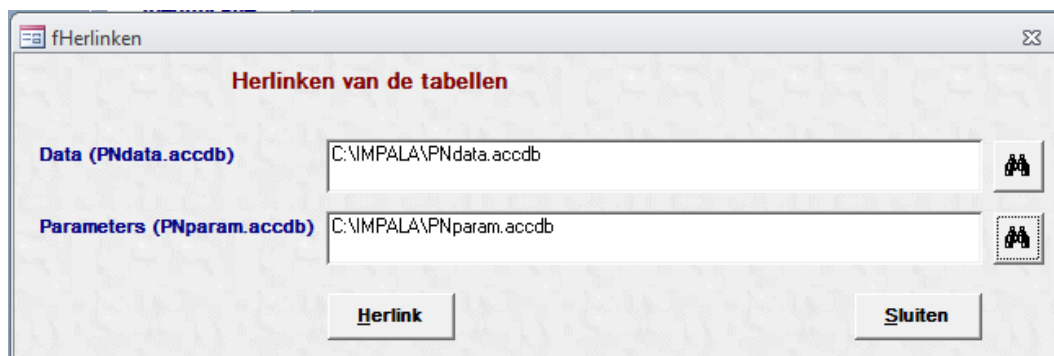 fHerlinken
Herlinken van de tabellen
Data (PNdata.accdb)
C:\IMPALA\PNdata.accdb
Parameters (PNparam.accdb)
C:\IMPALA\PNparam.accdb
Herlink
Sluiten